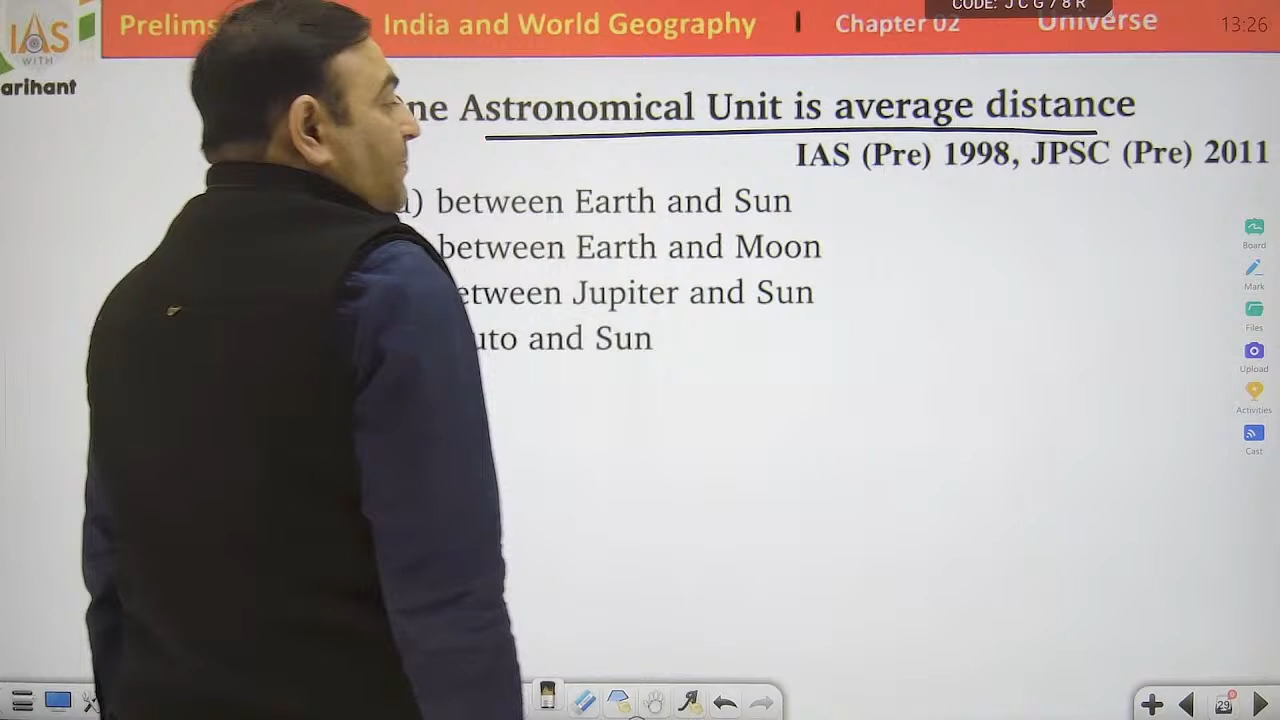 IAS
WITH
arihant
Prelims India and World Geography | Chapter 02 Universe
CODE: J C G 7 8 R
13:26
ne Astronomical Unit is average distance
IAS (Pre) 1998, JPSC (Pre) 2011
) between Earth and Sun
between Earth and Moon
etween Jupiter and Sun
uto and Sun
Board
Mark
Files
Upload
Activities
Cast
29